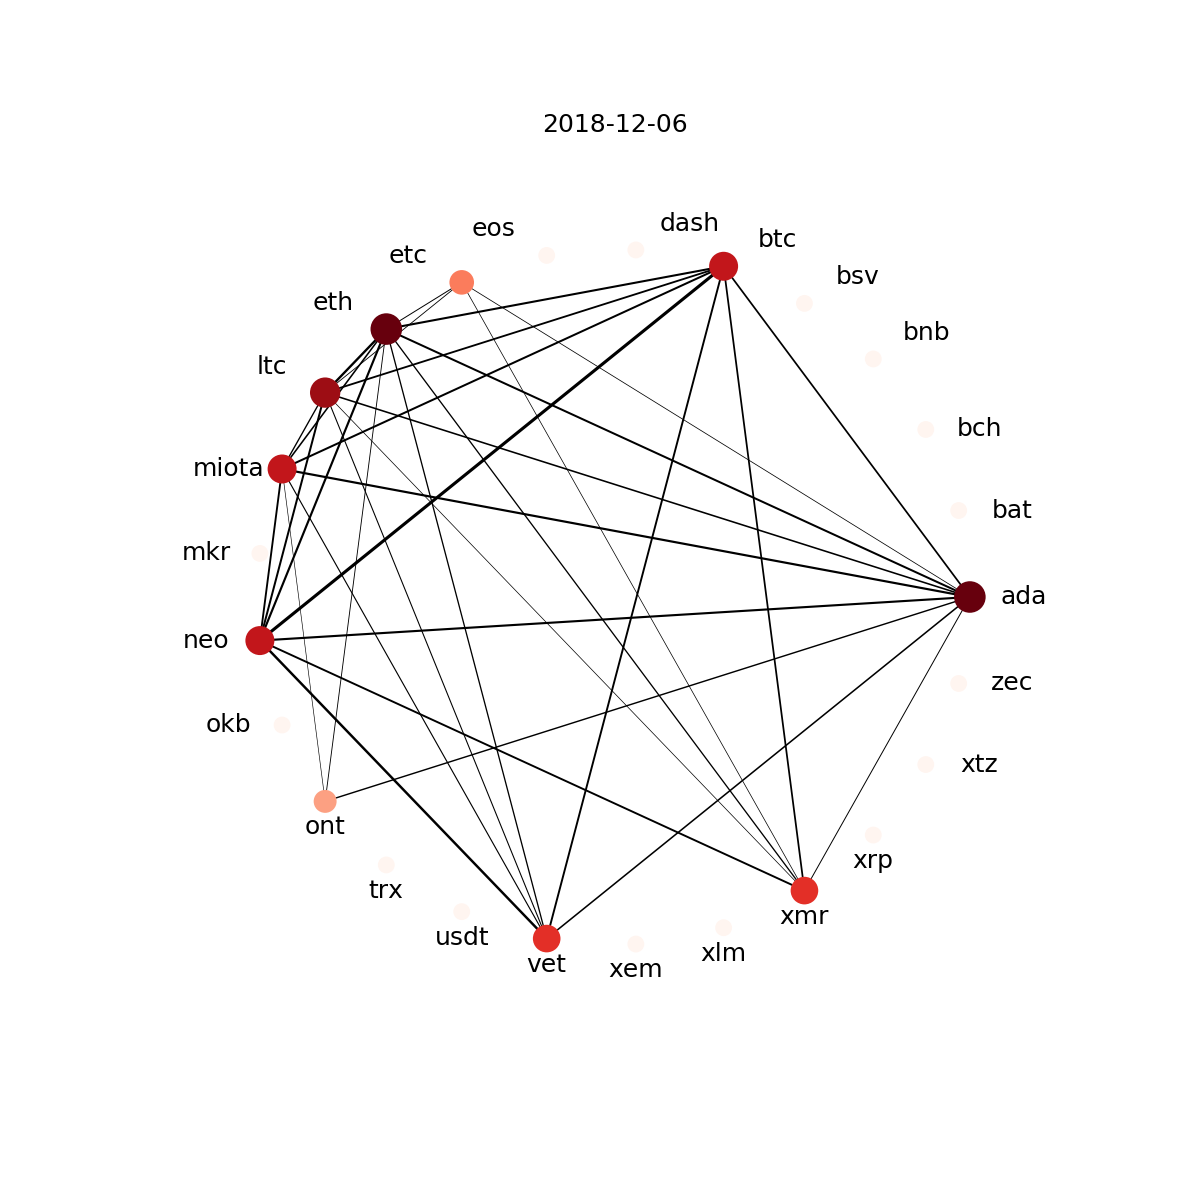 2018-12-06
dash
eos
btc
etc
bsv
eth
bnb
ltc
bch
miota
bat
mkr
ada
neo
zec
okb
xtz
ont
xrp
trx
xmr
usdt
xlm
vet
xem